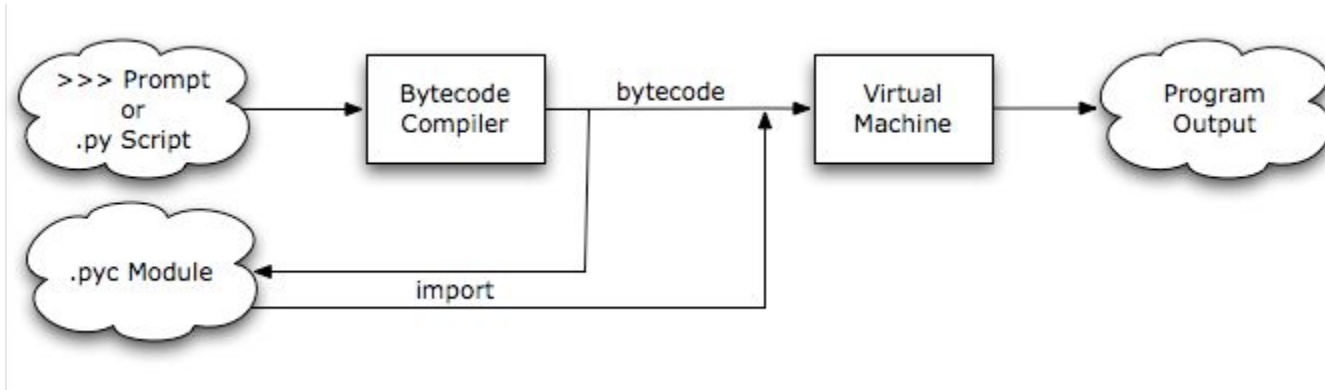 >>> Prompt
or
.py Script
Bytecode
Compiler
bytecode
Virtual
Machine
Program
Output
.pyc Module
import